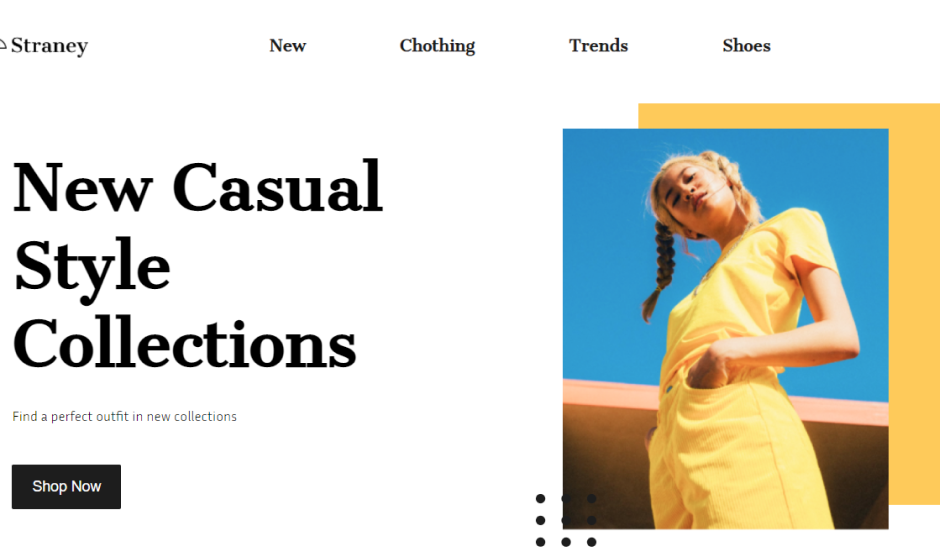 Straney
New Chothing Trends Shoes
New Casual
Style
Collections
Find a perfect outfit in new collections
Shop Now